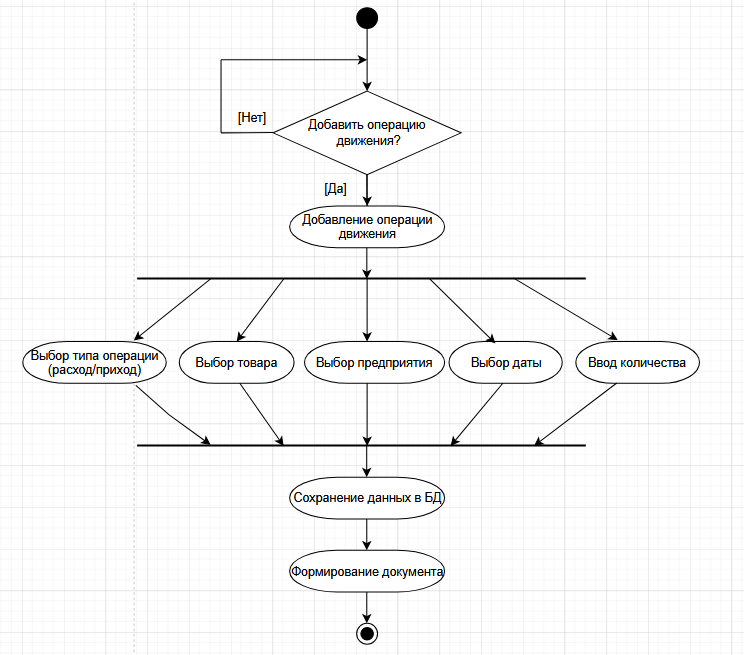 Добавить операцию
движения?
[Нет]
[Да]
Добавление операции
движения
Выбор типа операции
(расход/приход)
Выбор товара
Выбор предприятия
Выбор даты
Ввод количества
Сохранение данных в БД
Формирование документа